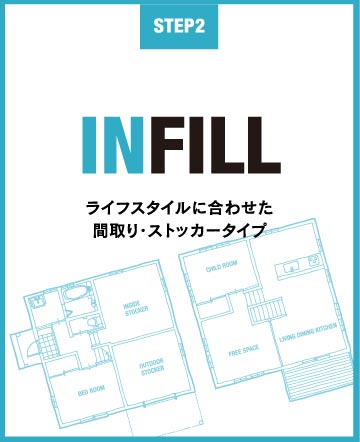 STEP2
INFILL
ライフスタイルに合わせた
間取り・ストッカータイプ
CHILD ROOM
INSIDE
STOCKER
LIVING DINING KITCHEN
FREE SPACE
OUTDOOR
STOCKER
BED ROOM